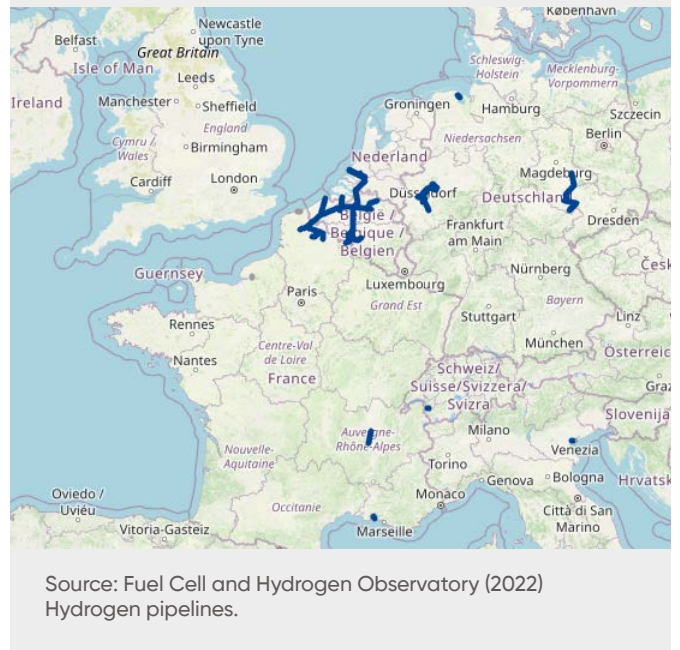 København
Newcastle
upon Tyne
Belfast
Great Britain
Isle of Man
Leeds
Schleswig-
Holstein
Mecklenburg-
Vorpommern
Ireland
Manchester
Sheffield
Groningen
Hamburg
Szczecin
England
Niedersachsen
Berlin
Cymru /
Wales
Birmingham
Nederland
Magdeburg
Cardiff
London
Deutschland
België /
Belgique /
Belgien
Dresden
Frankfurt
am Main
Guernsey
Luxembourg
Česk
Paris
Grand Est
Nürnberg
Rennes
Stuttgart
Bayern
Linz
Nantes
Centre-Val
de Loire
München
France
Österreic
Schweiz/
Suisse/Svizzera/
Svizra
Graz
Slovenija
Auvergne-
Rhône-Alpes
Milano
Nouvelle-
Aquitaine
Venezia
Torino
Hrvatsk
Oviedo /
Uviéu
Occitanie
Monaco
Genova
Bologna
Città di San
Marino
Vitoria-Gasteiz
Marseille
Source: Fuel Cell and Hydrogen Observatory (2022)
Hydrogen pipelines.